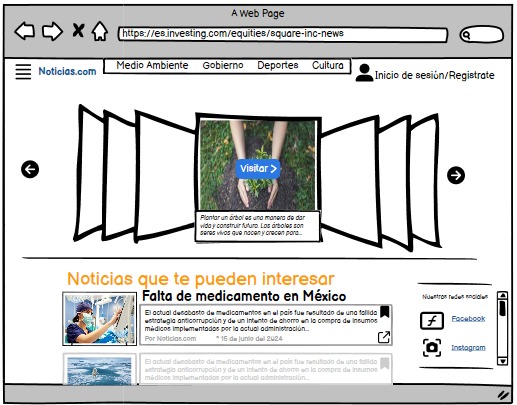 A Web Page
https://es.investing.com/equities/square-inc-news
Noticias.com
Medio Ambiente Gobierno Deportes Cultura
Inicio de sesión/Registrate
Visitar >
Plantar un árbol es una manera de dar
vida y construir futuro. Los árboles son
seres vivos que nacen y crecen para...
Noticias que te pueden interesar
Falta de medicamento en México
El actual desabasto de medicamentos en el país fue resultado de una fallida
estrategia anticorrupción y de un intento de ahorro en la compra de insumos
médicos implementadas por la actual administración...
Por Noticias.com * 15 de junio del 2024
Nuestras redes sociales
Facebook
Instagram
El actual desabasto de medicamentos en el país fue resultado de una fallida
estrategia anticorrupción y de un intento de ahorro en la compra de insumos
médicos implementadas por la actual administración...